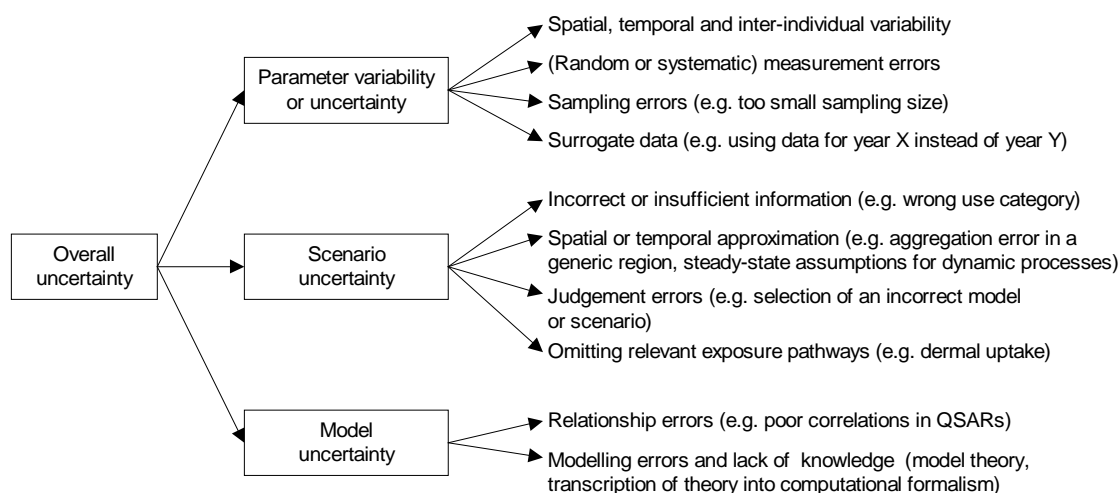 Spatial, temporal and inter-individual variability
Parameter variability
or uncertainty
(Random or systematic) measurement errors
Sampling errors (e.g. too small sampling size)
Surrogate data (e.g. using data for year X instead of year Y)
Overall
uncertainty
Scenario
uncertainty
Incorrect or insufficient information (e.g. wrong use category)
Spatial or temporal approximation (e.g. aggregation error in a
generic region, steady-state assumptions for dynamic processes)
Judgement errors (e.g. selection of an incorrect model
or scenario)
Omitting relevant exposure pathways (e.g. dermal uptake)
Model
uncertainty
Relationship errors (e.g. poor correlations in QSARs)
Modelling errors and lack of knowledge (model theory,
transcription of theory into computational formalism)